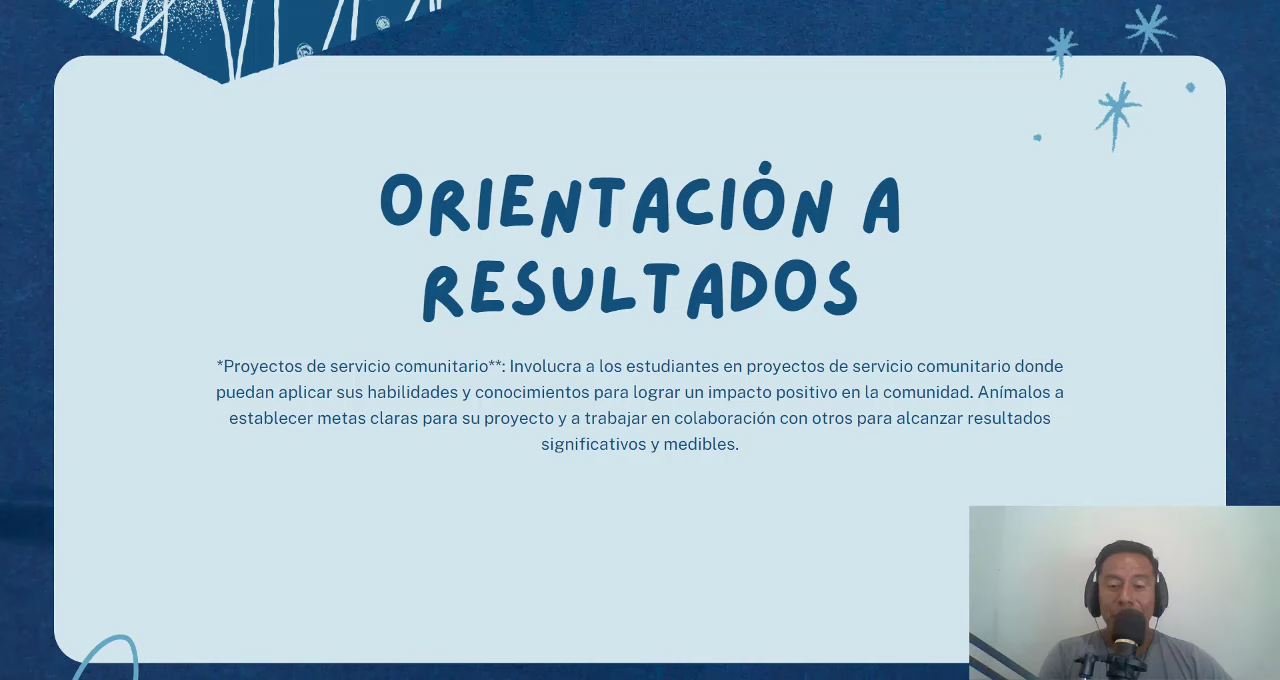 ORIENTACIÓN A
RESULTADOS
*Proyectos de servicio comunitario**: Involucra a los estudiantes en proyectos de servicio comunitario donde
puedan aplicar sus habilidades y conocimientos para lograr un impacto positivo en la comunidad. Anímalos a
establecer metas claras para su proyecto y a trabajar en colaboración con otros para alcanzar resultados
significativos y medibles.